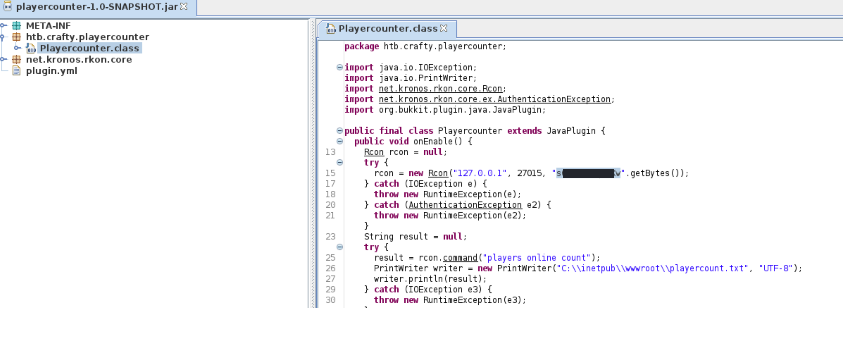 playercounter-1.0-SNAPSHOT.jar
META-INF
htb.crafty.playercounter
Playercounter.class
net.kronos.rkon.core
plugin.yml
Playercounter.class
package htb.crafty.playercounter;
import java.io.IOException;
import java.io.PrintWriter;
import net.kronos.rkon.core.Rcon;
import net.kronos.rkon.core.ex.AuthenticationException;
import org.bukkit.plugin.java.JavaPlugin;
public final class Playercounter extends JavaPlugin {
public void onEnable() {
13 Rcon rcon = null;
try {
15 rcon = new Rcon("127.0.0.1", 27015, " ".getBytes());
17 } catch (IOException e) {
18 throw new RuntimeException(e);
20 } catch (AuthenticationException e2) {
21 throw new RuntimeException(e2);
}
23 String result = null;
try {
25 result = rcon.command("players online count");
26 PrintWriter writer = new PrintWriter("C:\\inetpub\\wwwroot\\playercount.txt", "UTF-8");
27 writer.println(result);
29 } catch (IOException e3) {
30 throw new RuntimeException(e3);